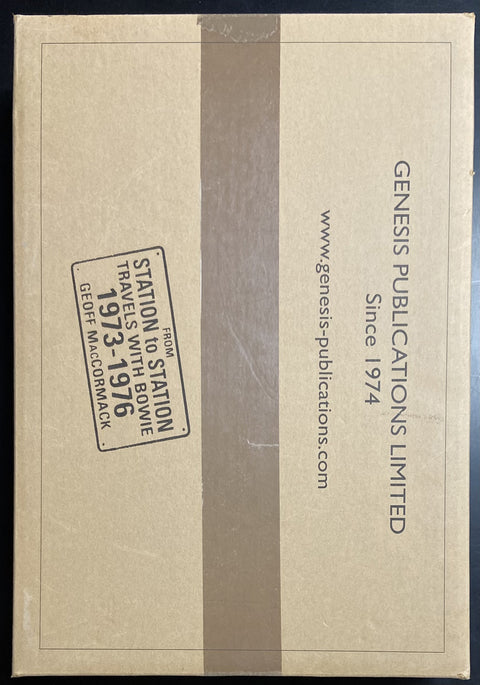 GENESIS PUBLICATIONS LIMITED
Since 1974
www.genesis-publications.com
FROM
STATION to STATION
TRAVELS WITH BOWIE
1973-1976
GEOFF MACCORMACK